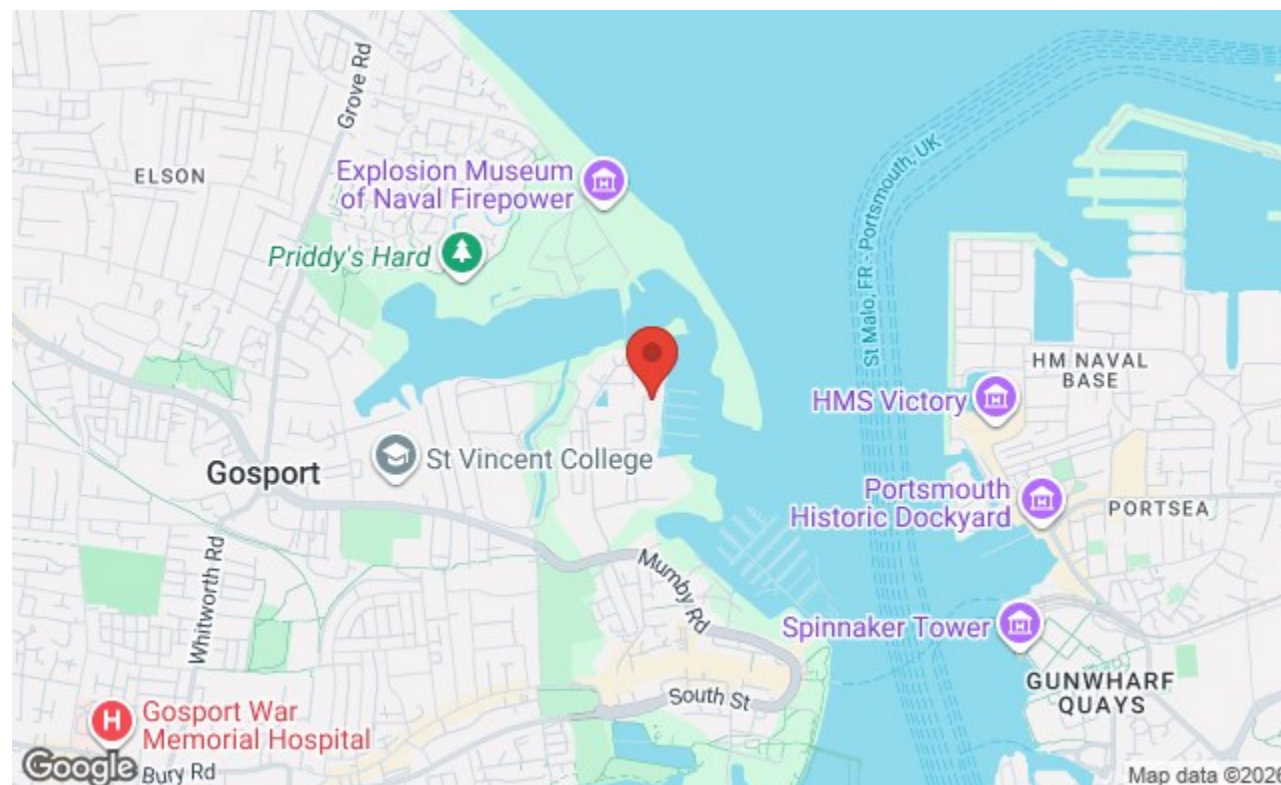 Grove Rd
ELSON
Explosion Museum
of Naval Firepower
Priddy's Hard
St Malo, FR - Portsmouth, UK
HM NAVAL
BASE
HMS Victory
St Vincent College
Gosport
Portsmouth
Historic Dockyard
PORTSEA
Whitworth Rd
Mumby Rd
Spinnaker Tower
GUNWHARF
QUAYS
South St
H
Gosport War
Memorial Hospital
Google
Bury Rd
Map data ©2026